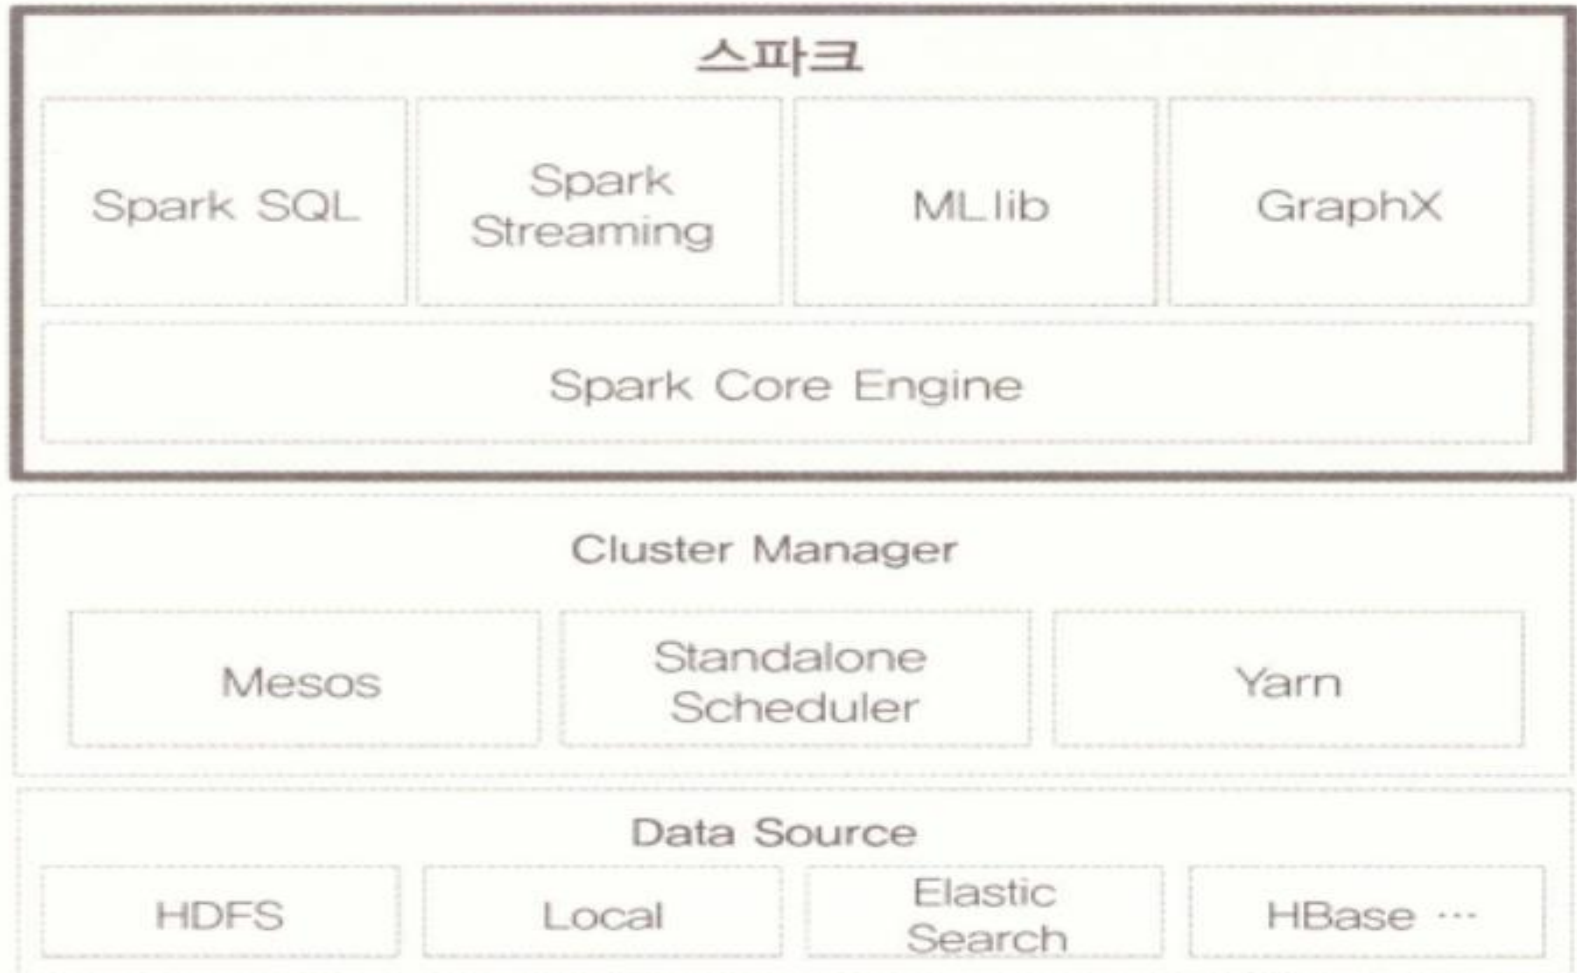 스파크
Spark SQL
Spark
Streaming
MLlib
GraphX
Spark Core Engine
Cluster Manager
Mesos
Standalone
Scheduler
Yarn
Data Source
HDFS
Local
Elastic
Search
HBase ···